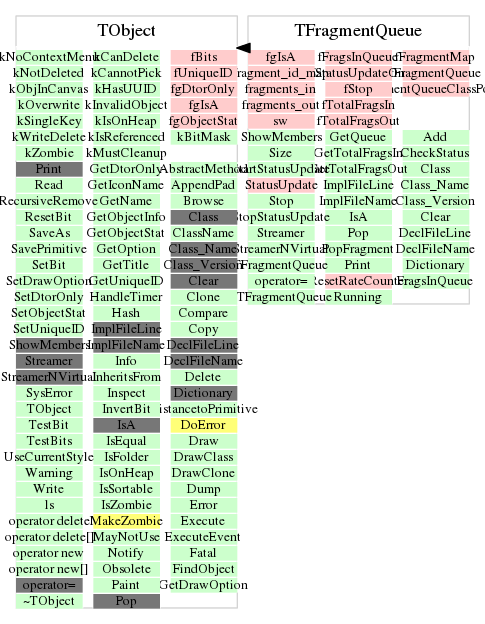 TObject
kNoContextMenu kCanDelete fBits
kNotDeleted kCannotPick fUniqueID
kObjInCanvas kHasUUID fgDtorOnly
kOverwrite kInvalidObject fgIsA
kSingleKey kIsOnHeap fgObjectStat
kWriteDelete kIsReferenced kBitMask
kZombie kMustCleanup
Print GetDtorOnly AbstractMethod
Read GetIconName AppendPad
RecursiveRemove GetName Browse
ResetBit GetObjectInfo Class
SaveAs GetObjectStat ClassName
SavePrimitive GetOption Class_Name
SetBit GetTitle Class_Version
SetDrawOption GetUniqueID Clear
SetDtorOnly HandleTimer Clone
SetObjectStat Hash Compare
SetUniqueID ImplFileLine Copy
ShowMembers ImplFileName DeclFileLine
Streamer Info DeclFileName
StreamerNVirtual InheritsFrom Delete
SysError Inspect Dictionary
TObject InvertBit istancetoPrimitive
TestBit IsA DoError
TestBits IsEqual Draw
UseCurrentStyle IsFolder DrawClass
Warning IsOnHeap DrawClone
Write IsSortable Dump
ls IsZombie Error
operator delete MakeZombie Execute
operator delete[] MayNotUse ExecuteEvent
operator new Notify Fatal
operator new[] Obsolete FindObject
operator= Paint GetDrawOption
~TObject Pop
TFragmentQueue
fgIsA fFragsInQueue fFragmentMap
fragment_id_map StatusUpdate FragmentQueue
fragments_in fStop
fragments_out fTotalFragsIn
sw fTotalFragsOut
ShowMembers GetQueue Add
Size GetTotalFragsIn CheckStatus
StartStatusUpdate GetTotalFragsOut Class
StatusUpdate ImplFileLine Class_Name
Stop ImplFileName Class_Version
StopStatusUpdate IsA Clear
Streamer Pop DeclFileLine
StreamerNVirtual PopFragment DeclFileName
FragmentQueue Print Dictionary
operator= ResetRateCounter FragsInQueue
TFragmentQueue Running